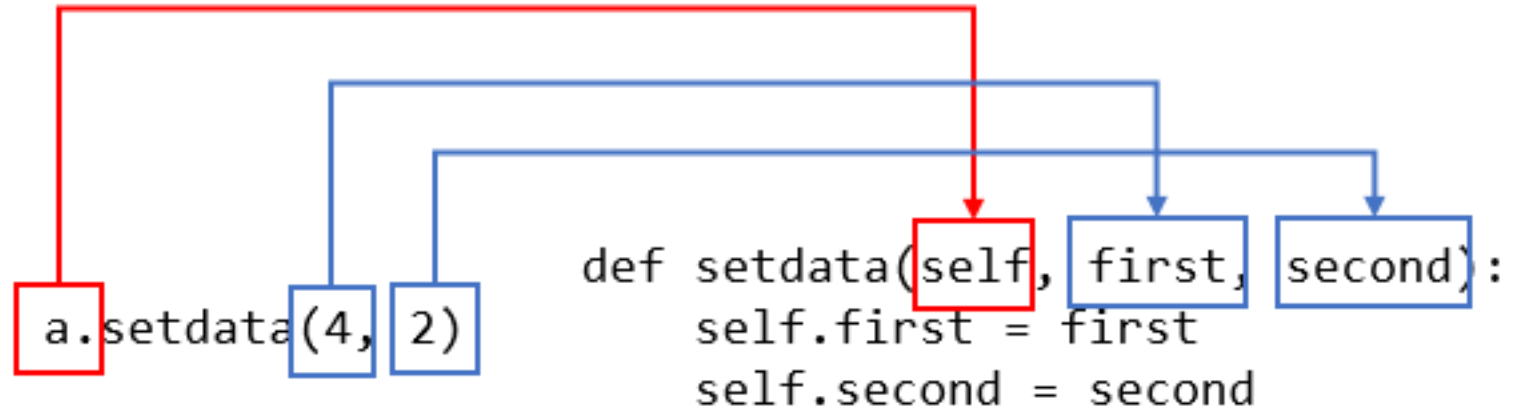 def setdata(self, first, second):
a.setdata(4, 2)
self.first = first
self.second = second